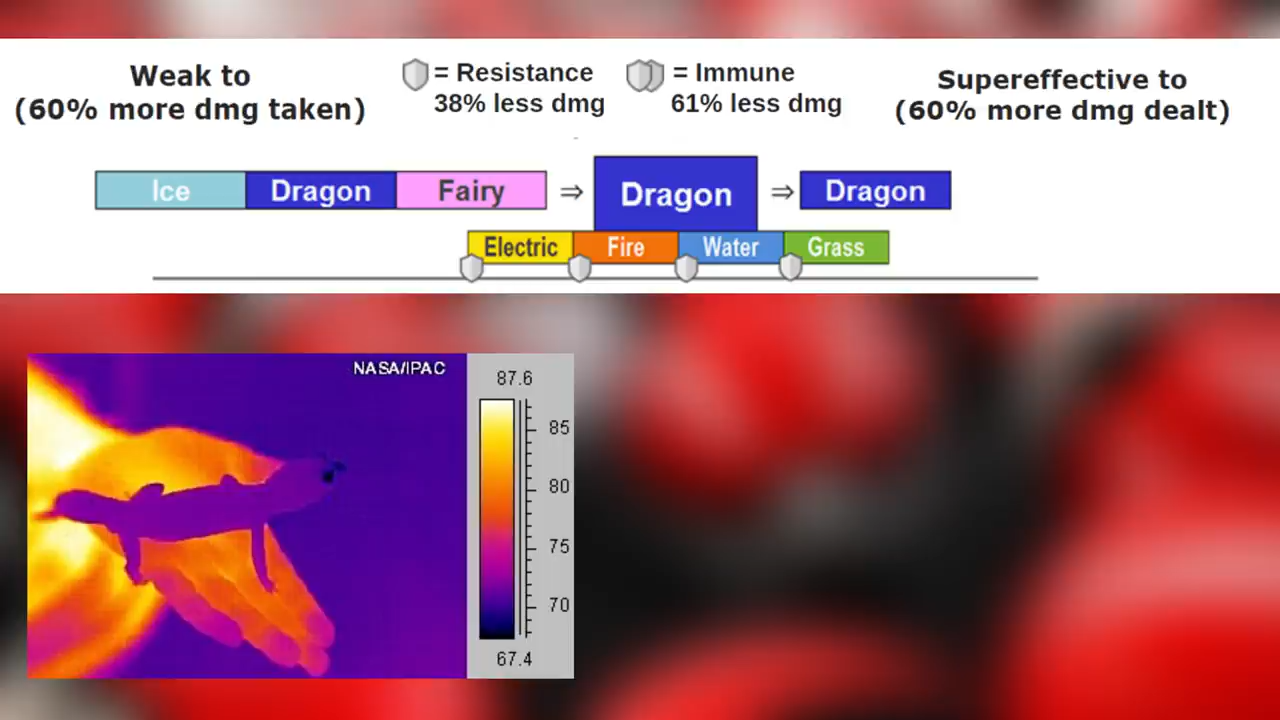 Weak to
(60% more dmg taken)
= Resistance
38% less dmg
= Immune
61% less dmg
Supereffective to
(60% more dmg dealt)
Ice Dragon Fairy ⇒ Dragon ⇒ Dragon
Electric Fire Water Grass
NASA/IPAC
87.6
85
80
75
70
67.4